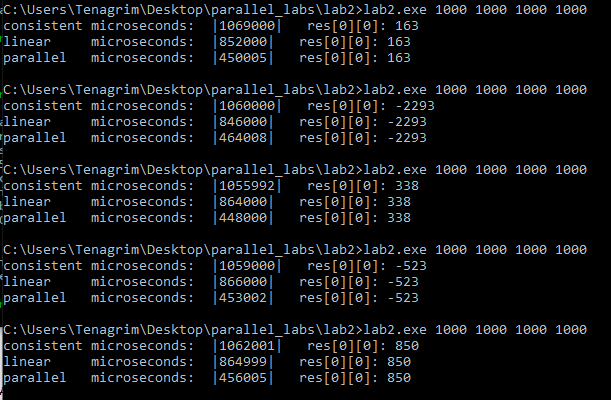 C:\Users\Tenagrim\Desktop\parallel_labs\lab2>lab2.exe 1000 1000 1000 1000
consistent microseconds:  |1069000|   res[0][0]: 163
linear     microseconds:  |852000|   res[0][0]: 163
parallel   microseconds:  |450005|   res[0][0]: 163

C:\Users\Tenagrim\Desktop\parallel_labs\lab2>lab2.exe 1000 1000 1000 1000
consistent microseconds:  |1060000|   res[0][0]: -2293
linear     microseconds:  |846000|   res[0][0]: -2293
parallel   microseconds:  |464008|   res[0][0]: -2293

C:\Users\Tenagrim\Desktop\parallel_labs\lab2>lab2.exe 1000 1000 1000 1000
consistent microseconds:  |1055992|   res[0][0]: 338
linear     microseconds:  |864000|   res[0][0]: 338
parallel   microseconds:  |448000|   res[0][0]: 338

C:\Users\Tenagrim\Desktop\parallel_labs\lab2>lab2.exe 1000 1000 1000 1000
consistent microseconds:  |1059000|   res[0][0]: -523
linear     microseconds:  |866000|   res[0][0]: -523
parallel   microseconds:  |453002|   res[0][0]: -523

C:\Users\Tenagrim\Desktop\parallel_labs\lab2>lab2.exe 1000 1000 1000 1000
consistent microseconds:  |1062001|   res[0][0]: 850
linear     microseconds:  |864999|   res[0][0]: 850
parallel   microseconds:  |456005|   res[0][0]: 850